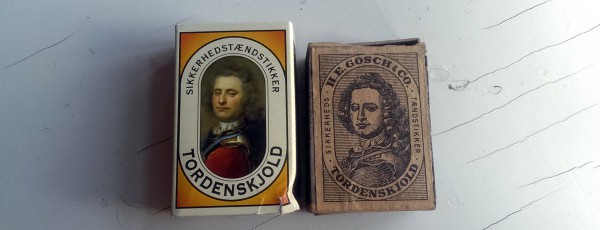 SIKKERHEDSTÆNDSTIKKER
TORDENSKJOLD
H.E. GOSCH & CO.
SIKKERHEDS · TÆNDSTIKKER
TORDENSKJOLD